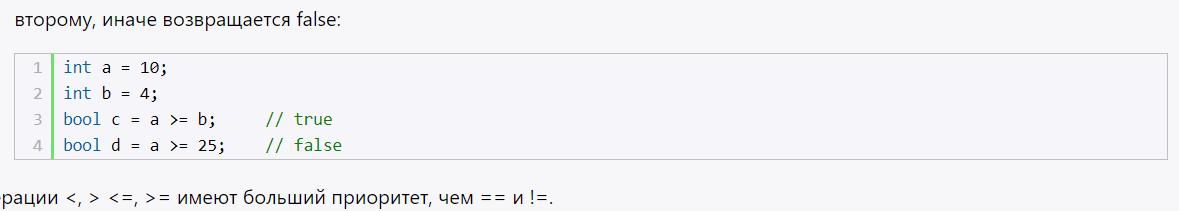 второму, иначе возвращается false:
1 int a = 10;
2 int b = 4;
3 bool c = a >= b;     // true
4 bool d = a >= 25;    // false
ерации <, > <=, >= имеют больший приоритет, чем == и !=.